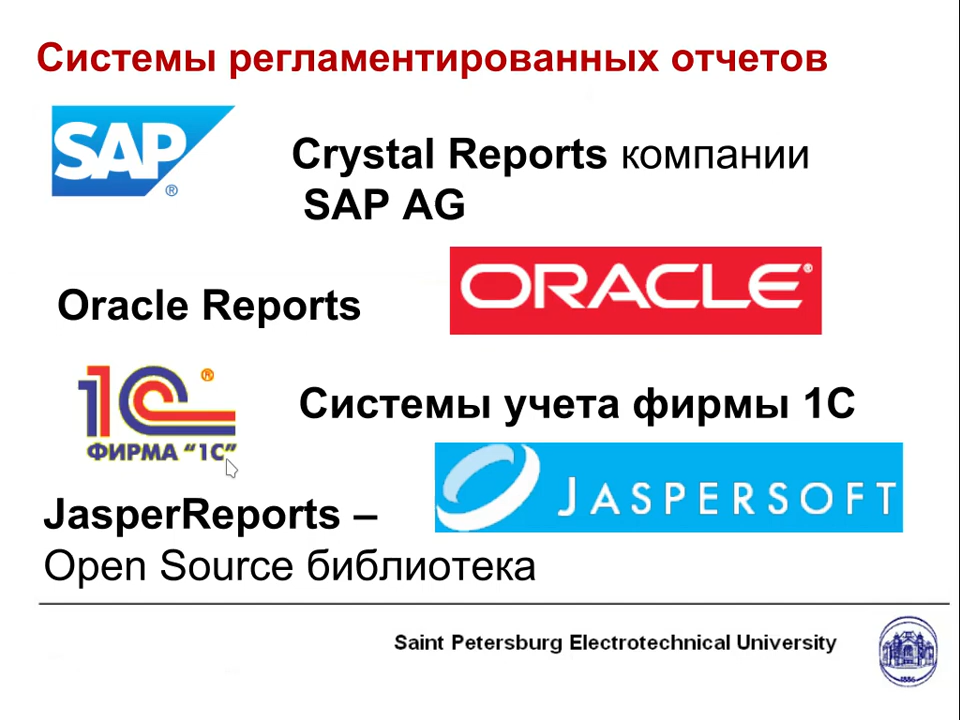 Системы регламентированных отчетов
SAP ®
Crystal Reports компании
SAP AG
Oracle Reports
ORACLE®
1С ®
ФИРМА "1С"
Системы учета фирмы 1С
JASPERSOFT
JasperReports –
Open Source библиотека
Saint Petersburg Electrotechnical University
1886